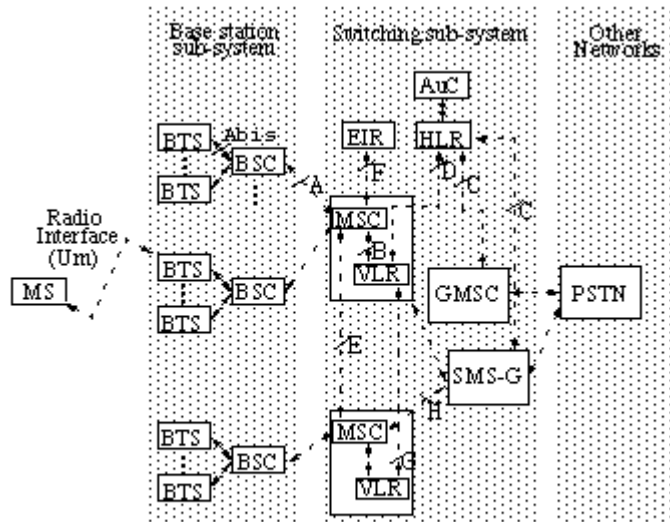 Base station
sub-system
Switching sub-system
Other
Networks
AuC
BTS
Abis
BSC
EIR
HLR
BTS
A
F
D
C
C
Radio
Interface
(Um)
MSC
B
VLR
BTS
MS
BSC
GMSC
PSTN
BTS
E
SMS-G
H
BTS
MSC
BSC
G
BTS
VLR